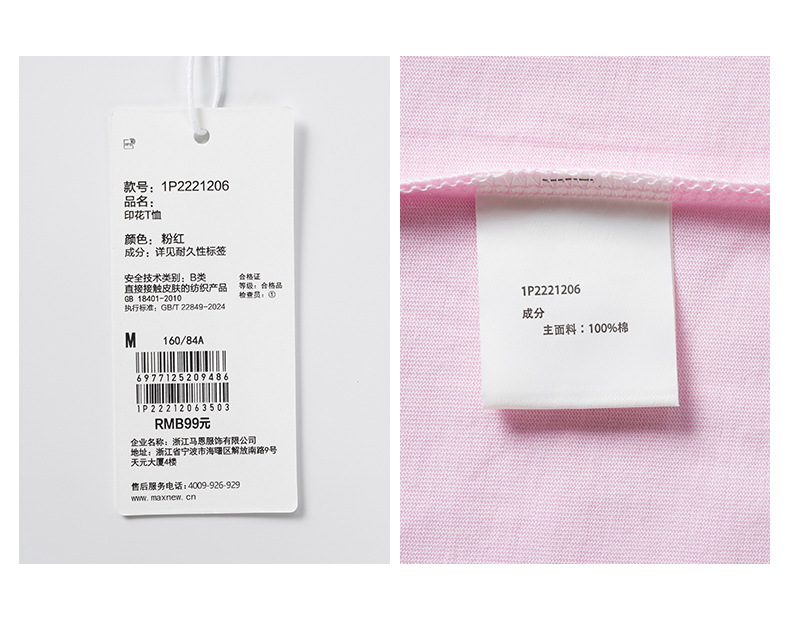 款号：1P2221206
品名：
印花T恤
颜色：粉红
成分：详见耐久性标签
安全技术类别：B类
直接接触皮肤的纺织产品
GB 18401-2010
执行标准：GB/T 22849-2024
合格证
等级：合格品
检查员：①
M 160/84A
6977125209486
1P22212063503
RMB99元
企业名称：浙江马恩服饰有限公司
地址：浙江省宁波市海曙区解放南路9号
天元大厦4楼
售后服务电话：4009-926-929
www.maxnew.cn
1P2221206
成分
主面料：100%棉